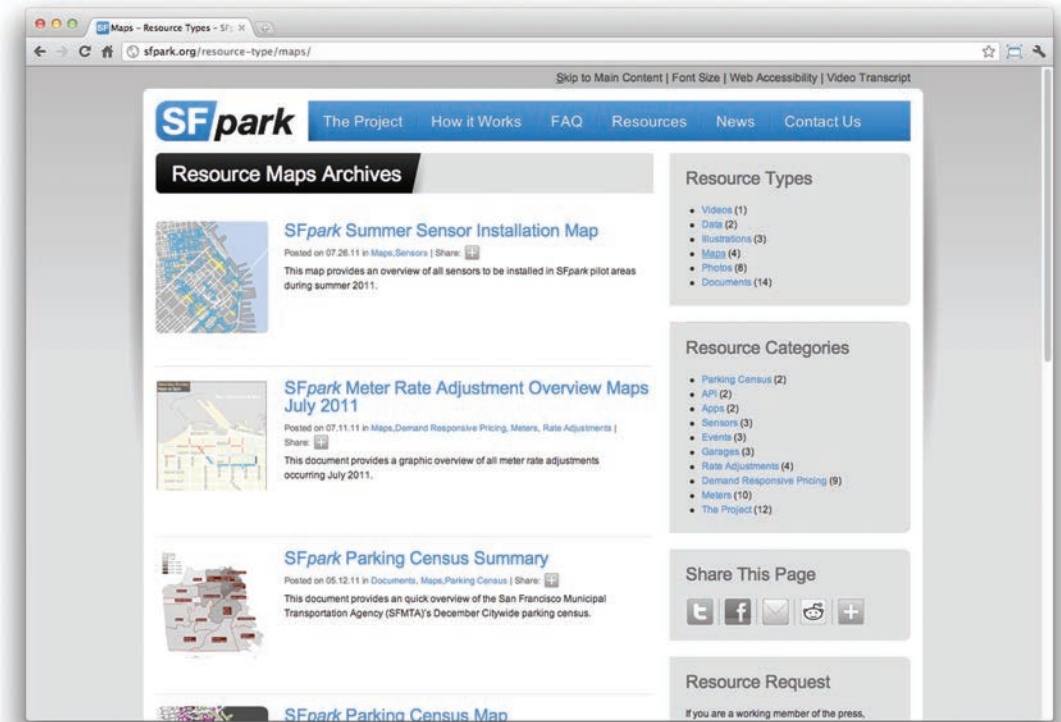 Maps – Resource Types – SF
sfpark.org/resource-type/maps/
Skip to Main Content | Font Size | Web Accessibility | Video Transcript
SFpark
The Project How it Works FAQ Resources News Contact Us
Resource Maps Archives
SFpark Summer Sensor Installation Map
Posted on 07.26.11 in Maps,Sensors | Share:
This map provides an overview of all sensors to be installed in SFpark pilot areas
during summer 2011.
SFpark Meter Rate Adjustment Overview Maps
July 2011
Posted on 07.11.11 in Maps,Demand Responsive Pricing, Meters, Rate Adjustments |
Share:
This document provides a graphic overview of all meter rate adjustments
occurring July 2011.
SFpark Parking Census Summary
Posted on 05.12.11 in Documents, Maps,Parking Census | Share:
This document provides an quick overview of the San Francisco Municipal
Transportation Agency (SFMTA)'s December Citywide parking census.
SFpark Parking Census Map
Resource Types
Videos (1)
Data (2)
Illustrations (3)
Maps (4)
Photos (8)
Documents (14)
Resource Categories
Parking Census (2)
API (2)
Apps (2)
Sensors (3)
Events (3)
Garages (3)
Rate Adjustments (4)
Demand Responsive Pricing (9)
Meters (10)
The Project (12)
Share This Page
Resource Request
If you are a working member of the press,